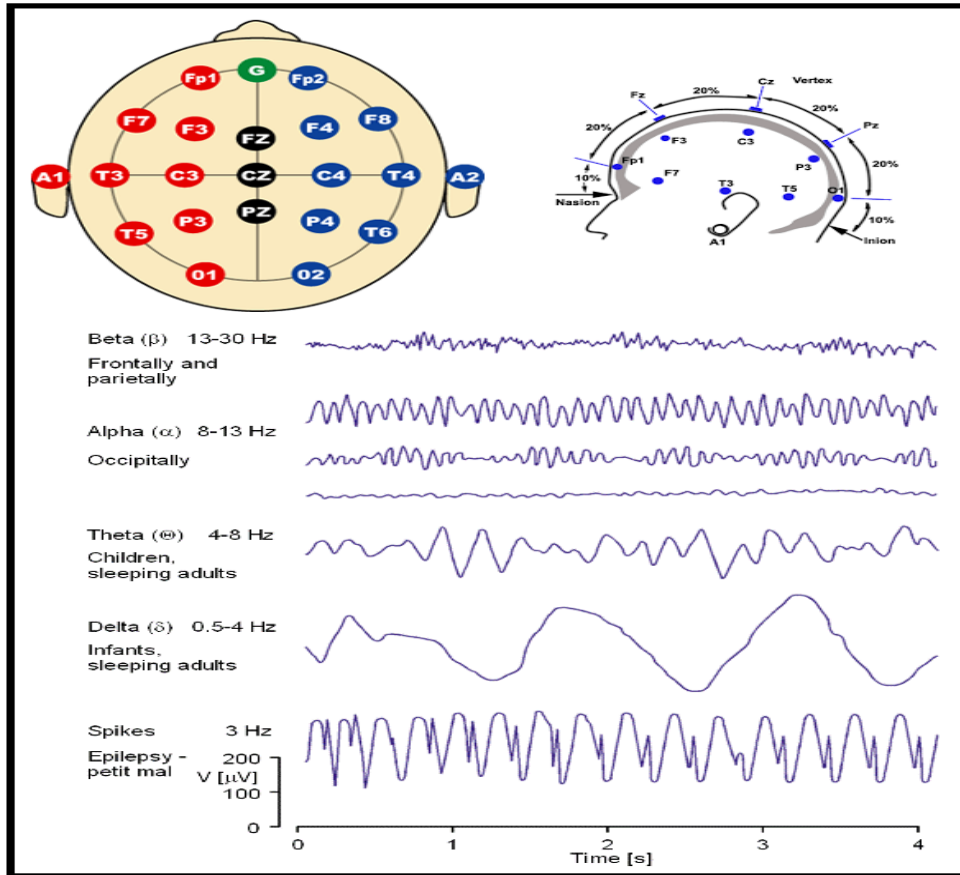 Fp1 G Fp2
F7 F3 FZ F4 F8
A1 T3 C3 CZ C4 T4 A2
T5 P3 PZ P4 T6
01 02
Cz Vertex
20%
Fz 20% Pz
20% F3 C3 20%
Fp1 P3
10% F7 T3 T5 O1
Nasion 10%
A1 Inion
Beta (β) 13-30 Hz
Frontally and
parietally
Alpha (α) 8-13 Hz
Occipitally
Theta (Θ) 4-8 Hz
Children,
sleeping adults
Delta (δ) 0.5-4 Hz
Infants,
sleeping adults
Spikes 3 Hz
Epilepsy -
petit mal
V [μV]
200
100
0
0 1 2 3 4
Time [s]